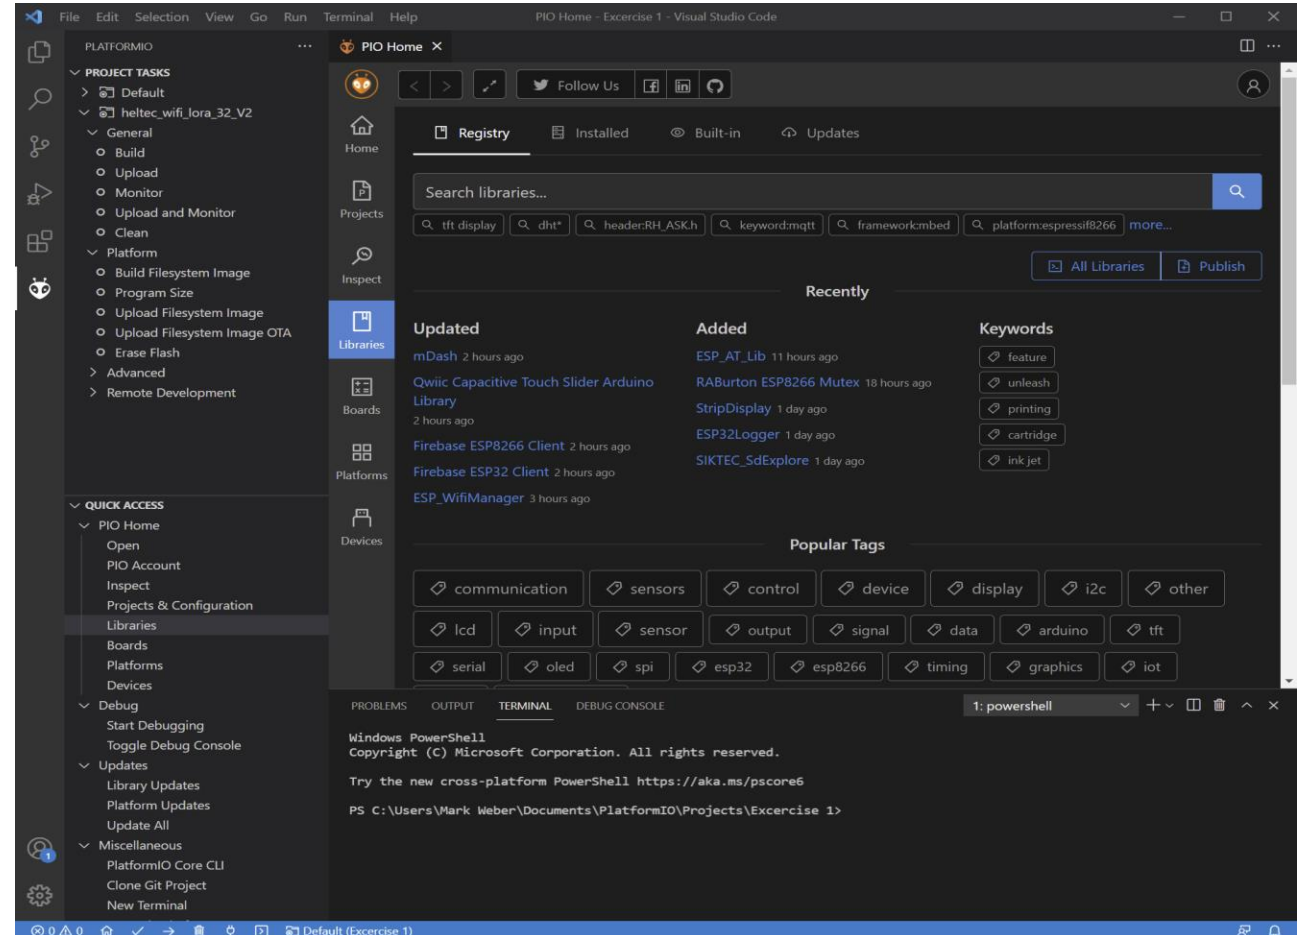 File Edit Selection View Go Run Terminal Help
PIO Home - Excercise 1 - Visual Studio Code
PLATFORMIO
PROJECT TASKS
Default
heltec_wifi_lora_32_V2
General
Build
Upload
Monitor
Upload and Monitor
Clean
Platform
Build Filesystem Image
Program Size
Upload Filesystem Image
Upload Filesystem Image OTA
Erase Flash
Advanced
Remote Development
QUICK ACCESS
PIO Home
Open
PIO Account
Inspect
Projects & Configuration
Libraries
Boards
Platforms
Devices
Debug
Start Debugging
Toggle Debug Console
Updates
Library Updates
Platform Updates
Update All
Miscellaneous
PlatformIO Core CLI
Clone Git Project
New Terminal
PIO Home
Follow Us
Home
Projects
Inspect
Libraries
Boards
Platforms
Devices
Registry Installed Built-in Updates
Search libraries...
tft display dht* header:RH_ASK.h keyword:mqtt framework:mbed platform:espressif8266 more...
All Libraries Publish
Recently
Updated
mDash 2 hours ago
Qwiic Capacitive Touch Slider Arduino
Library
2 hours ago
Firebase ESP8266 Client 2 hours ago
Firebase ESP32 Client 2 hours ago
ESP_WifiManager 3 hours ago
Added
ESP_AT_Lib 11 hours ago
RABurton ESP8266 Mutex 18 hours ago
StripDisplay 1 day ago
ESP32Logger 1 day ago
SIKTEC_SdExplore 1 day ago
Keywords
feature
unleash
printing
cartridge
ink jet
Popular Tags
communication sensors control device display i2c other
lcd input sensor output signal data arduino tft
serial oled spi esp32 esp8266 timing graphics iot
PROBLEMS OUTPUT TERMINAL DEBUG CONSOLE
1: powershell
Windows PowerShell
Copyright (C) Microsoft Corporation. All rights reserved.
Try the new cross-platform PowerShell https://aka.ms/pscore6
PS C:\Users\Mark Weber\Documents\PlatformIO\Projects\Excercise 1>
1
0 0
Default (Excercise 1)